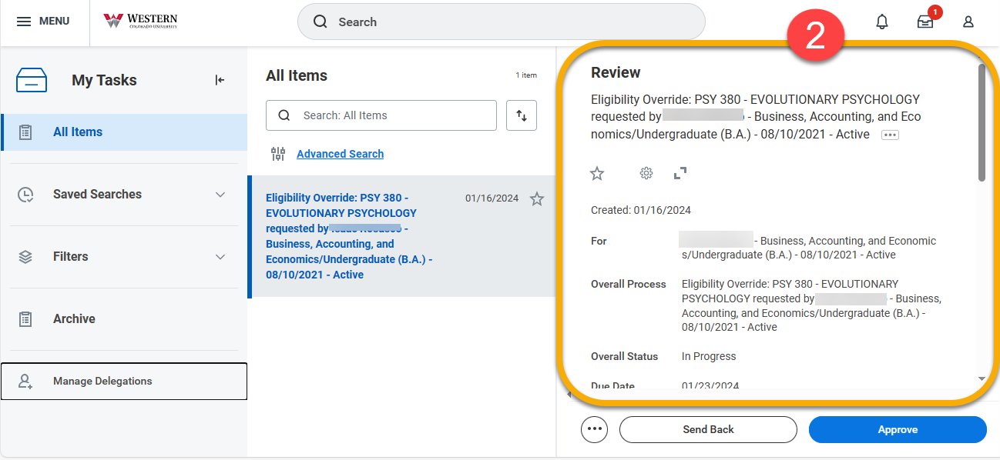 MENU
WESTERN
COLORADO UNIVERSITY
Search
1
2
My Tasks
All Items
Saved Searches
Filters
Archive
Manage Delegations
All Items
1 item
Search: All Items
Advanced Search
Eligibility Override: PSY 380 -
EVOLUTIONARY PSYCHOLOGY
requested by -
Business, Accounting, and
Economics/Undergraduate (B.A.) -
08/10/2021 - Active
01/16/2024
Review
Eligibility Override: PSY 380 - EVOLUTIONARY PSYCHOLOGY
requested by - Business, Accounting, and Eco
nomics/Undergraduate (B.A.) - 08/10/2021 - Active
Created: 01/16/2024
For
- Business, Accounting, and Economic
s/Undergraduate (B.A.) - 08/10/2021 - Active
Overall Process
Eligibility Override: PSY 380 - EVOLUTIONARY
PSYCHOLOGY requested by - Business,
Accounting, and Economics/Undergraduate (B.A.) -
08/10/2021 - Active
Overall Status
In Progress
Due Date
01/23/2024
Send Back
Approve